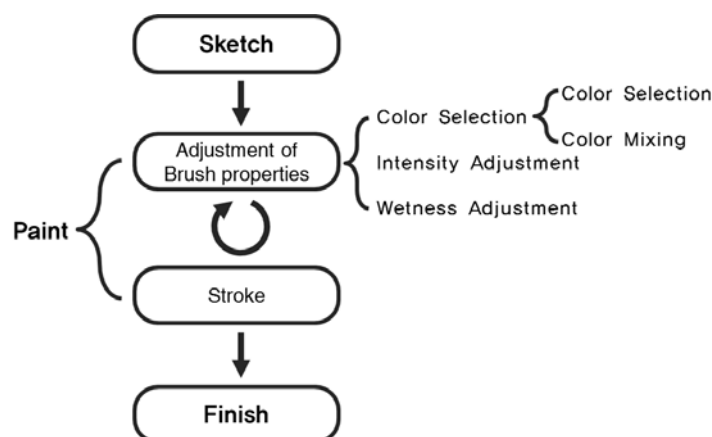 Sketch
Adjustment of
Brush properties
Color Selection
Color Selection
Color Mixing
Intensity Adjustment
Wetness Adjustment
Paint
Stroke
Finish